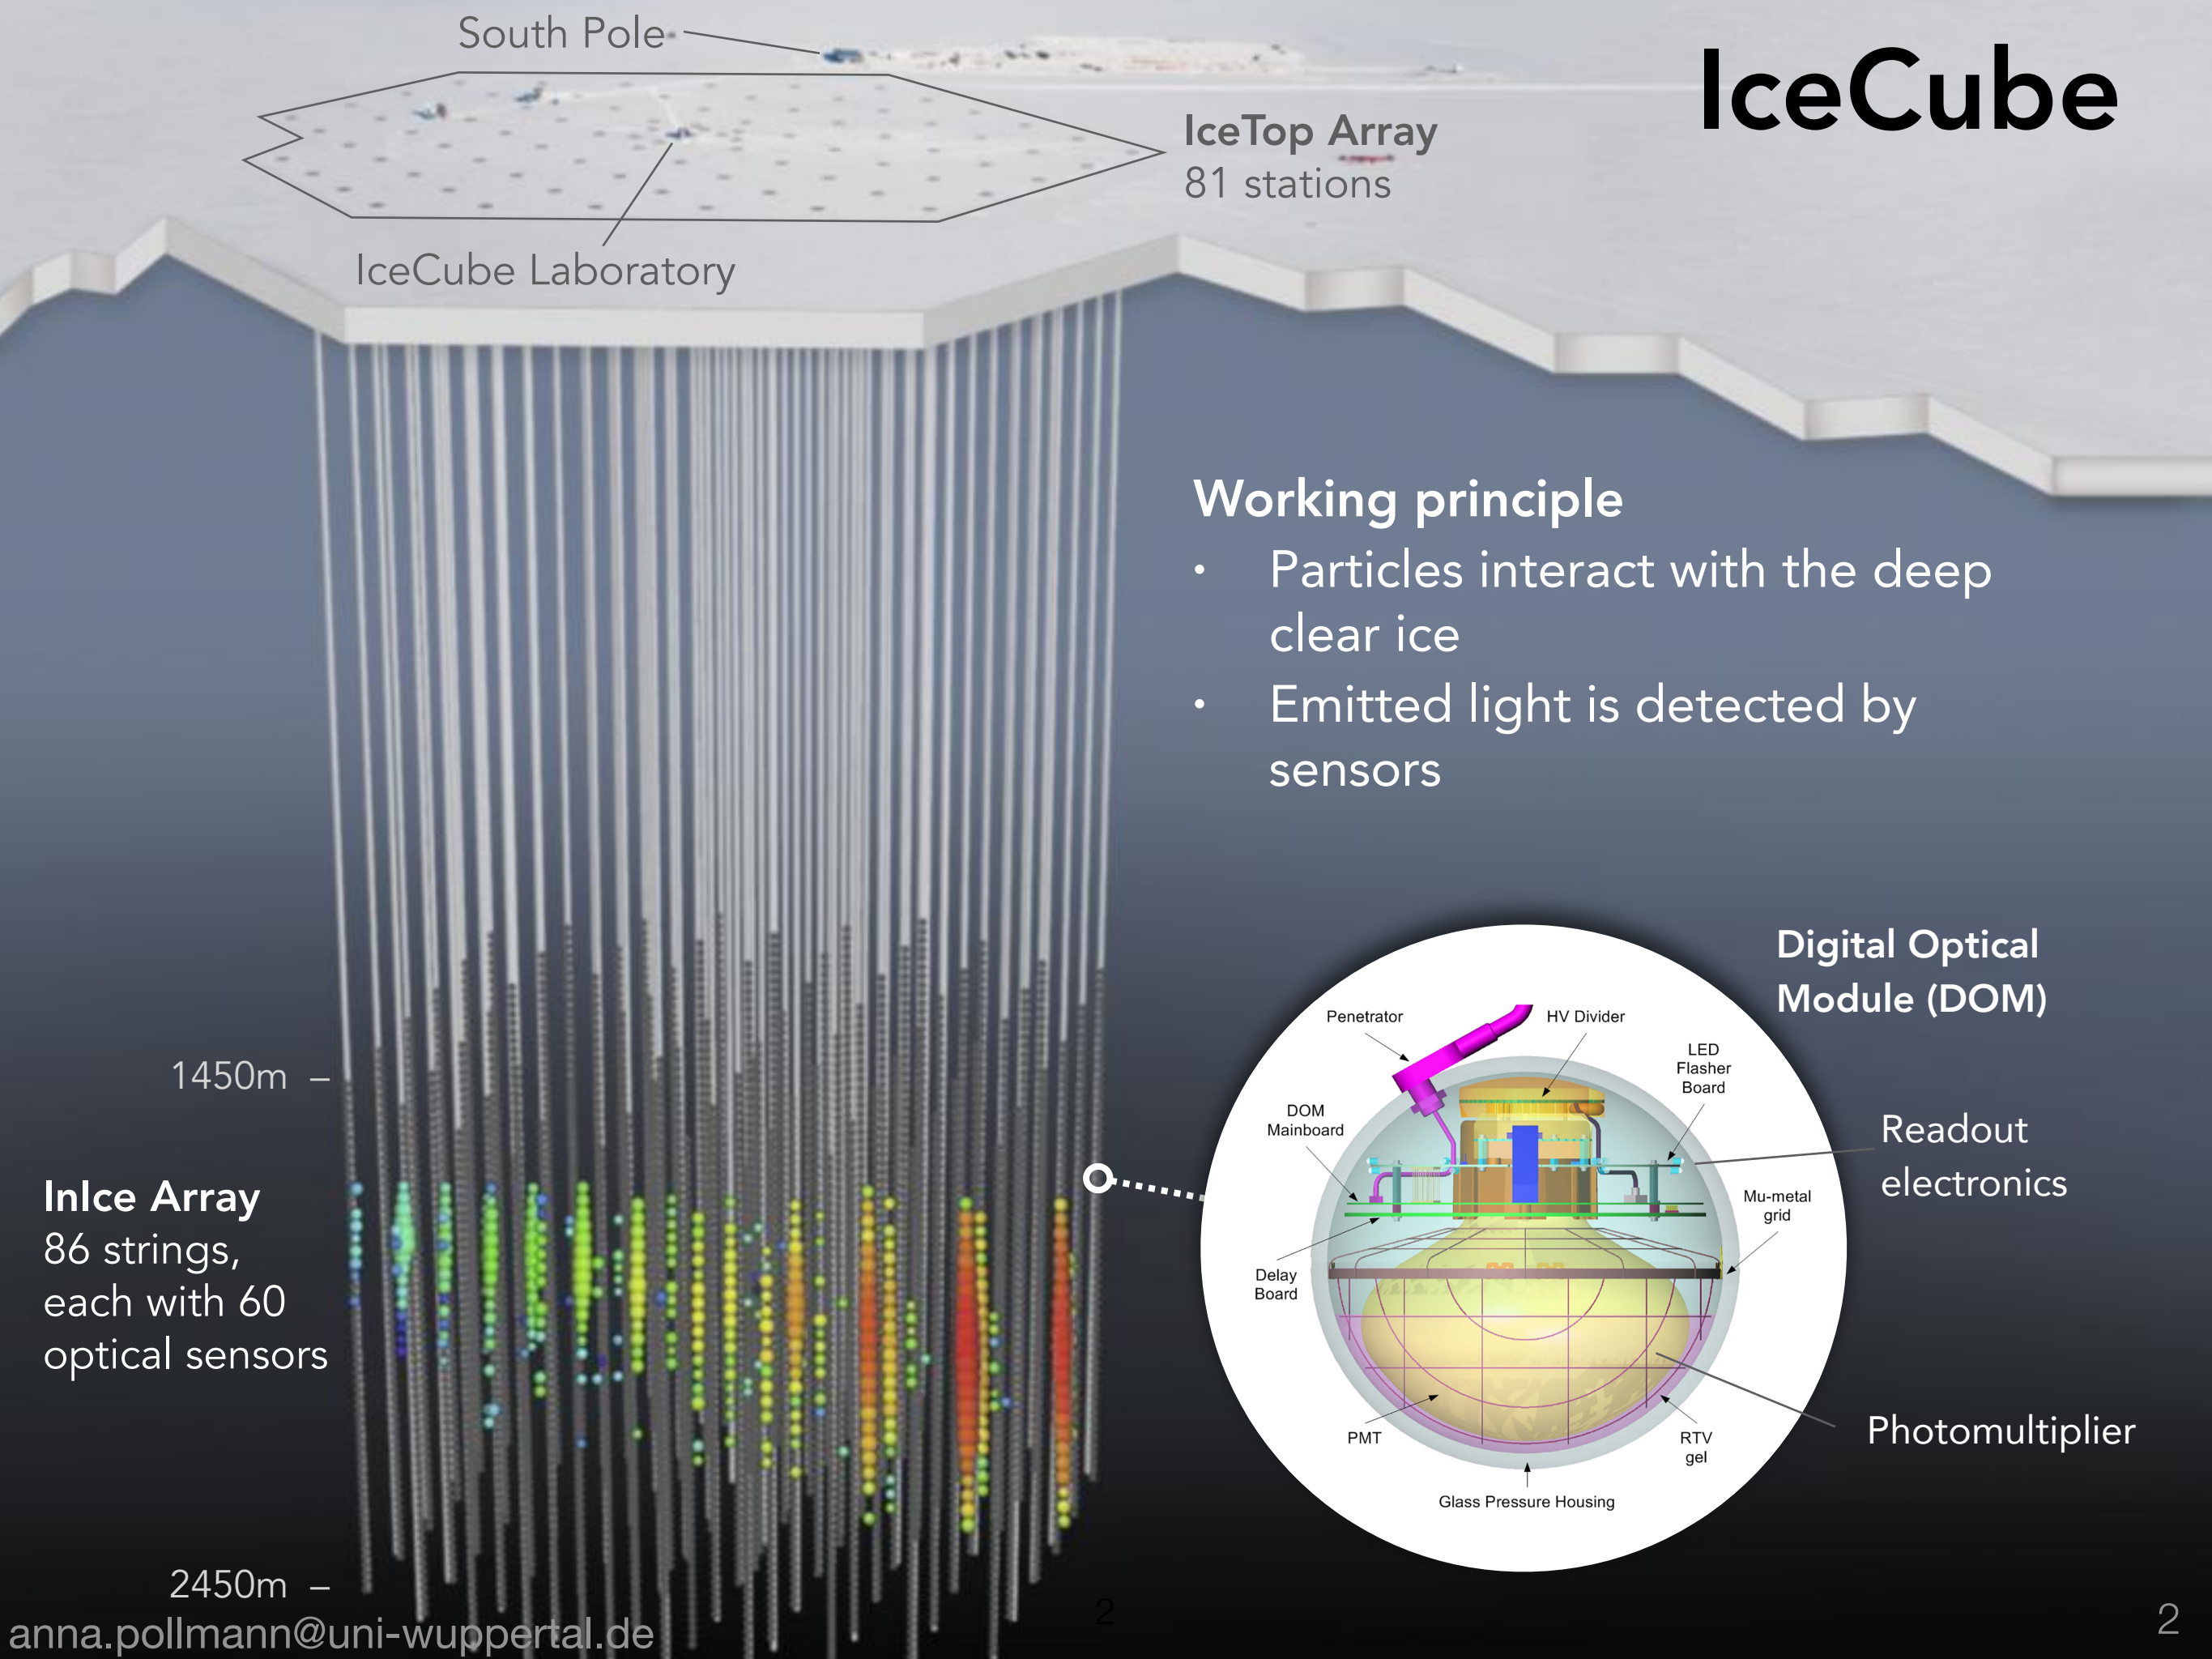 South Pole
IceCube
IceTop Array
81 stations
IceCube Laboratory
Working principle
• Particles interact with the deep
clear ice
• Emitted light is detected by
sensors
1450m –
InIce Array
86 strings,
each with 60
optical sensors
2450m –
Digital Optical
Module (DOM)
Penetrator
HV Divider
LED
Flasher
Board
DOM
Mainboard
Readout
electronics
Mu-metal
grid
Delay
Board
PMT
RTV
gel
Photomultiplier
Glass Pressure Housing
anna.pollmann@uni-wuppertal.de
2
2